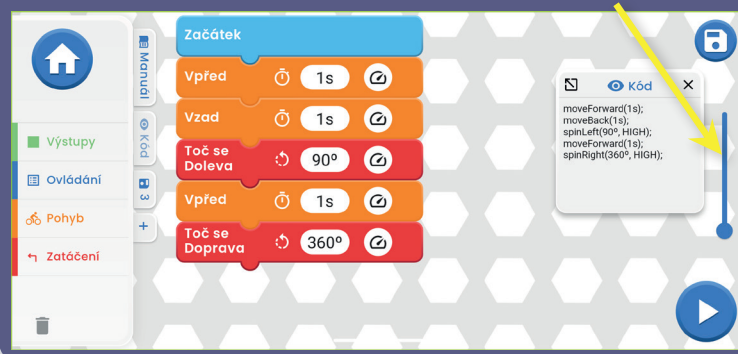 Výstupy
Ovládání
Pohyb
Zatáčení
Manuál
Kód
3
+
Začátek
Vpřed 1s
Vzad 1s
Toč se
Doleva 90º
Vpřed 1s
Toč se
Doprava 360º
Kód ×
moveForward(1s);
moveBack(1s);
spinLeft(90º, HIGH);
moveForward(1s);
spinRight(360º, HIGH);